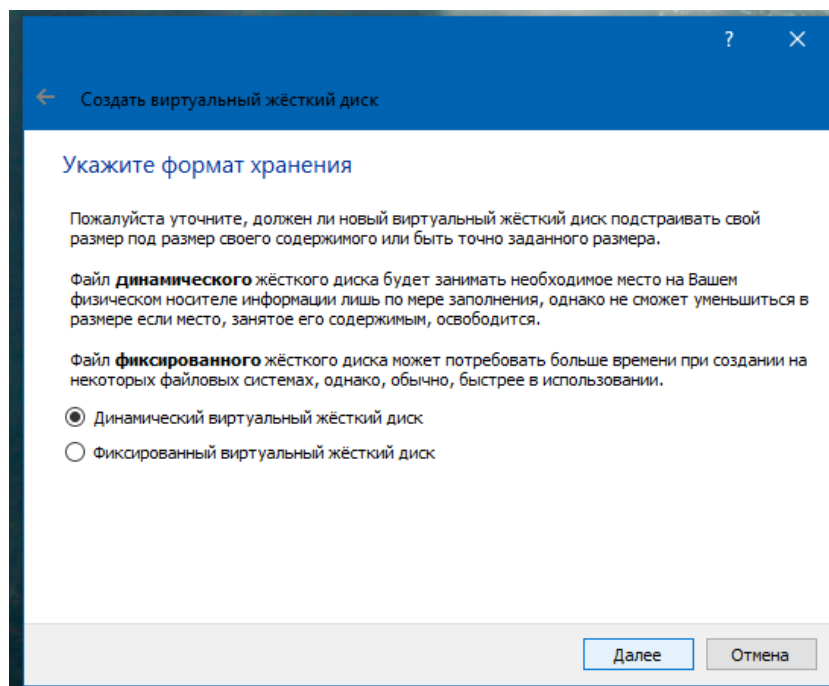 ?
Создать виртуальный жёсткий диск
Укажите формат хранения
Пожалуйста уточните, должен ли новый виртуальный жёсткий диск подстраивать свой
размер под размер своего содержимого или быть точно заданного размера.
Файл динамического жёсткого диска будет занимать необходимое место на Вашем
физическом носителе информации лишь по мере заполнения, однако не сможет уменьшиться в
размере если место, занятое его содержимым, освободится.
Файл фиксированного жёсткого диска может потребовать больше времени при создании на
некоторых файловых системах, однако, обычно, быстрее в использовании.
Динамический виртуальный жёсткий диск
Фиксированный виртуальный жёсткий диск
Далее
Отмена